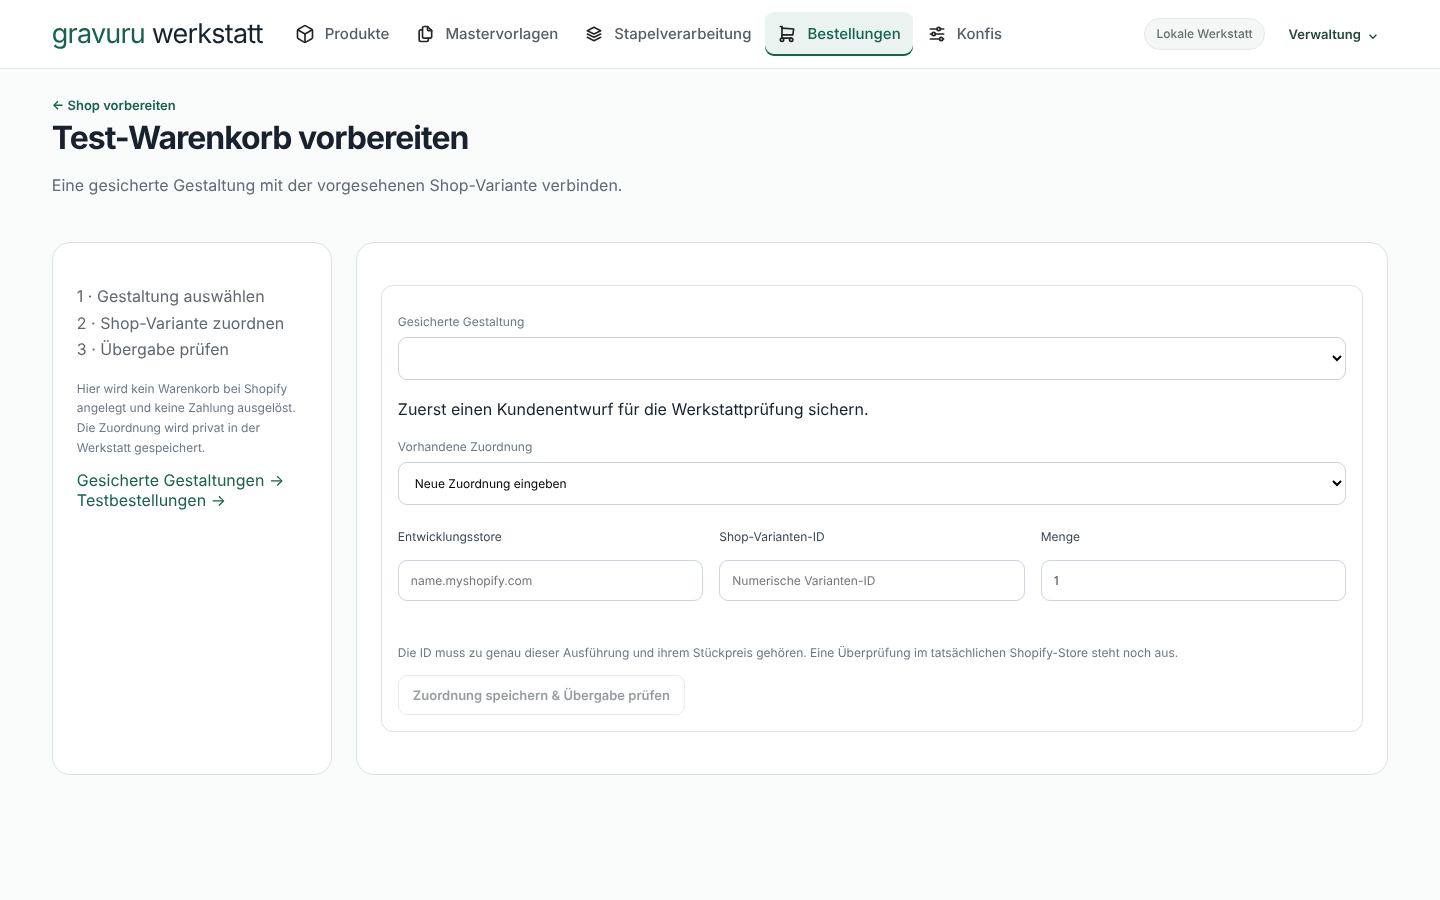 gravuru werkstatt
Produkte
Mastervorlagen
Stapelverarbeitung
Bestellungen
Konfis
Lokale Werkstatt
Verwaltung
← Shop vorbereiten
Test-Warenkorb vorbereiten
Eine gesicherte Gestaltung mit der vorgesehenen Shop-Variante verbinden.
1 · Gestaltung auswählen
2 · Shop-Variante zuordnen
3 · Übergabe prüfen
Hier wird kein Warenkorb bei Shopify
angelegt und keine Zahlung ausgelöst.
Die Zuordnung wird privat in der
Werkstatt gespeichert.
Gesicherte Gestaltungen →
Testbestellungen →
Gesicherte Gestaltung
Zuerst einen Kundenentwurf für die Werkstattprüfung sichern.
Vorhandene Zuordnung
Neue Zuordnung eingeben
Entwicklungsstore
Shop-Varianten-ID
Menge
name.myshopify.com
Numerische Varianten-ID
1
Die ID muss zu genau dieser Ausführung und ihrem Stückpreis gehören. Eine Überprüfung im tatsächlichen Shopify-Store steht noch aus.
Zuordnung speichern & Übergabe prüfen